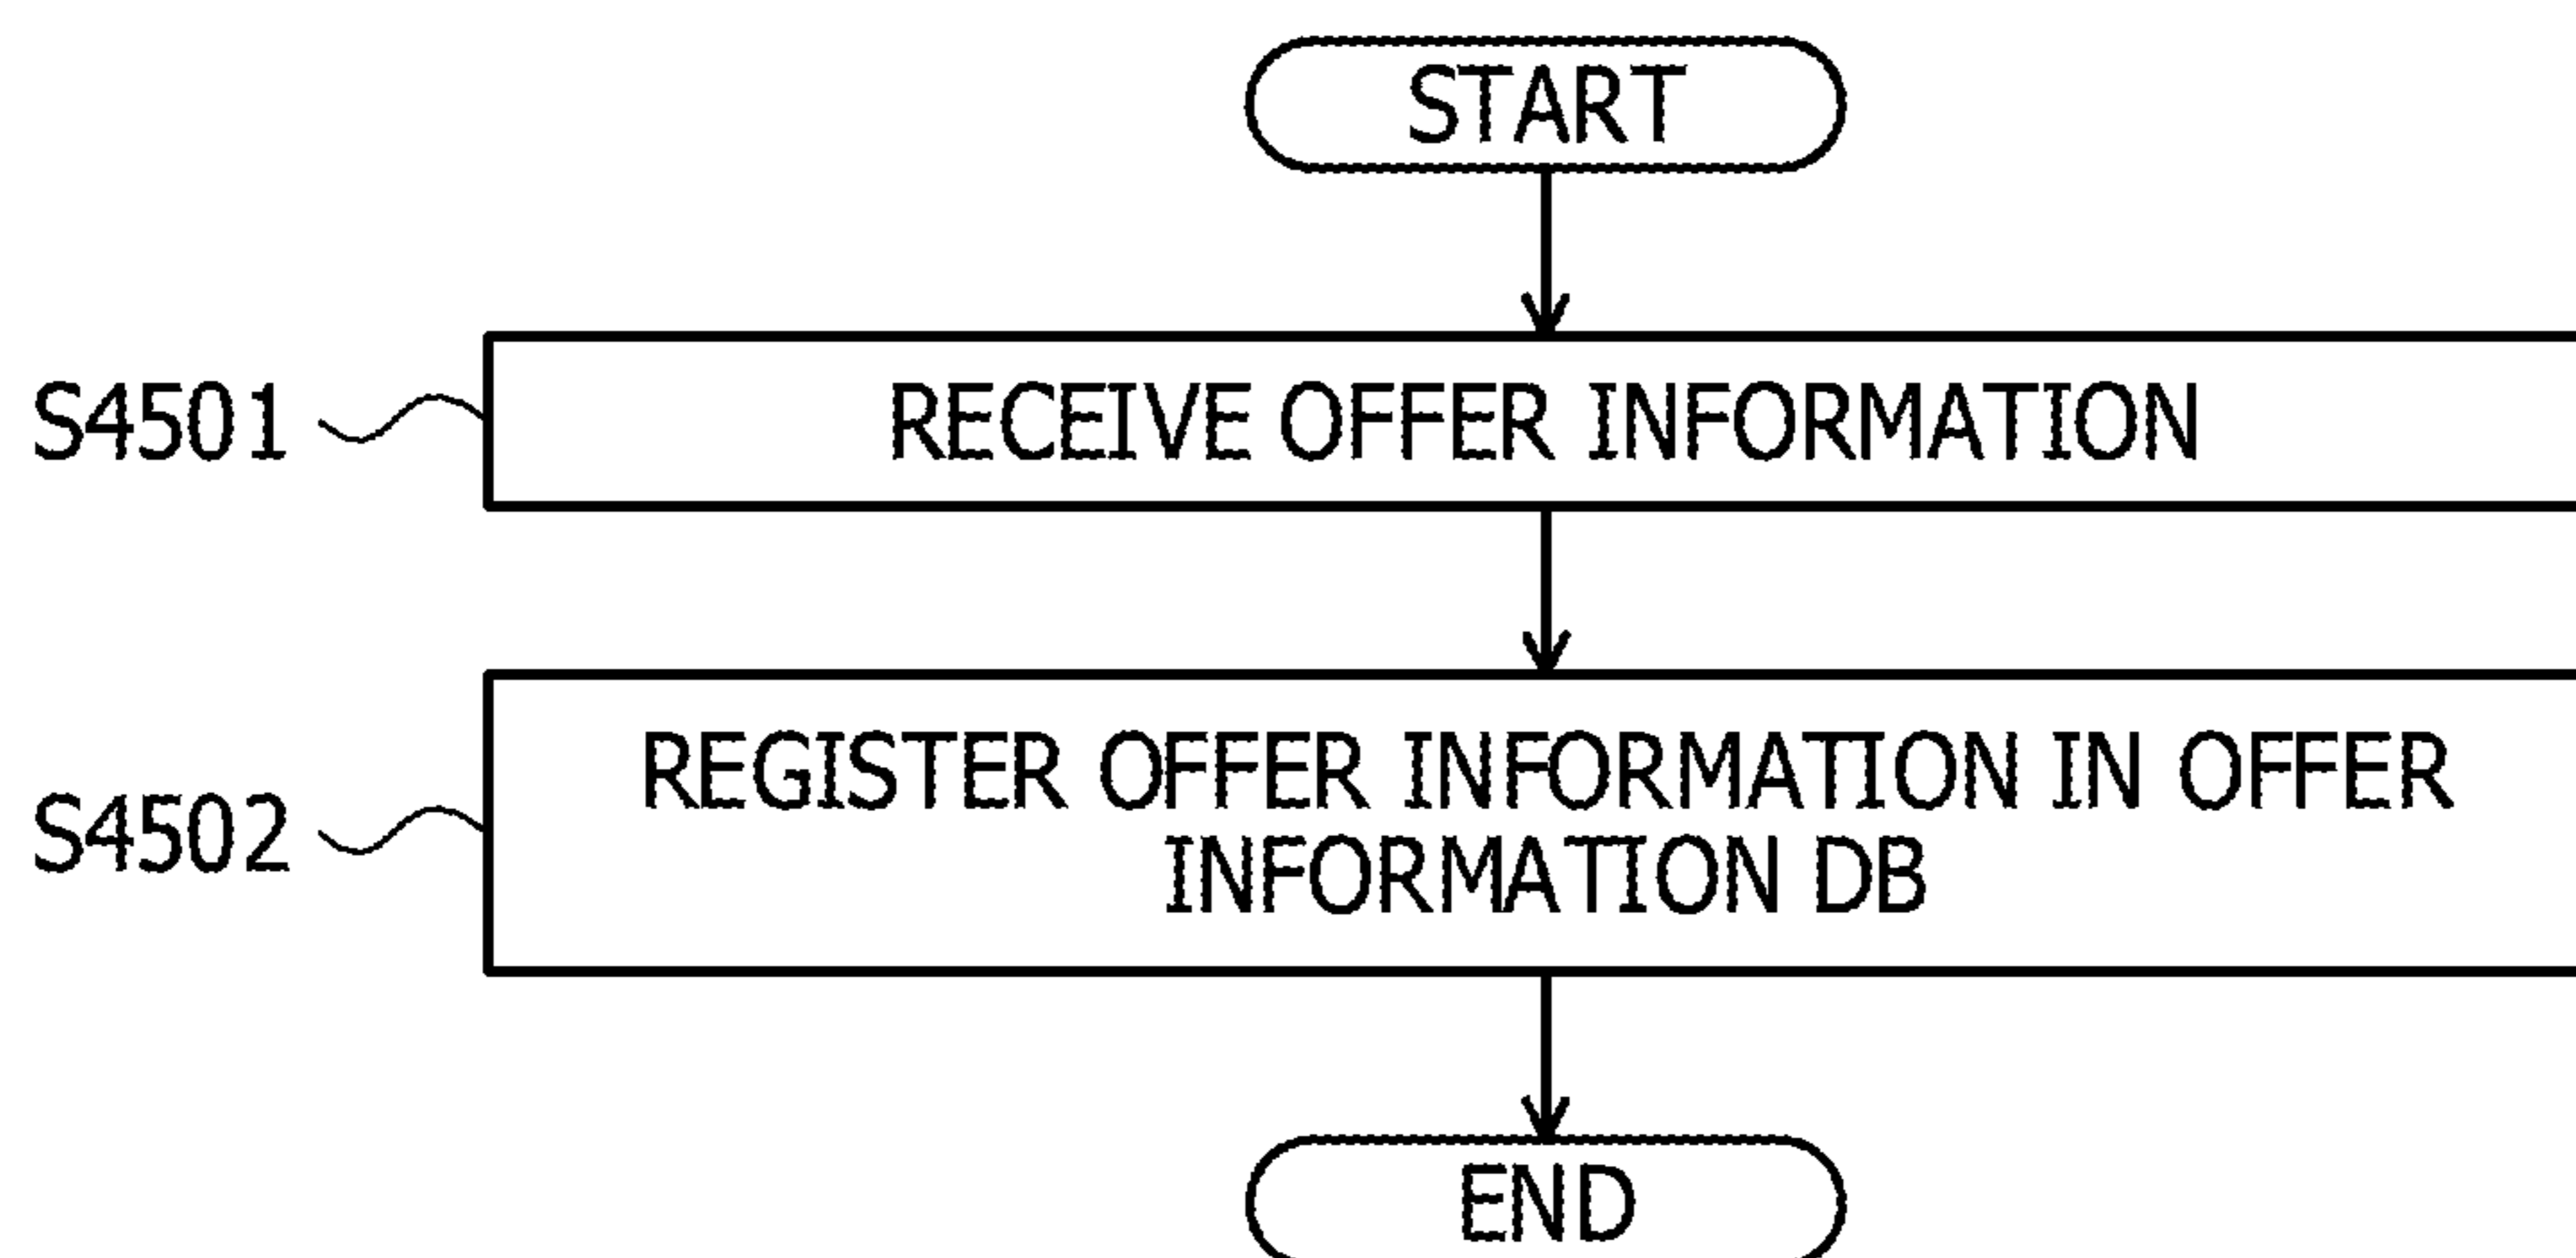 START
S4501
RECEIVE OFFER INFORMATION
S4502
REGISTER OFFER INFORMATION IN OFFER
INFORMATION DB
END